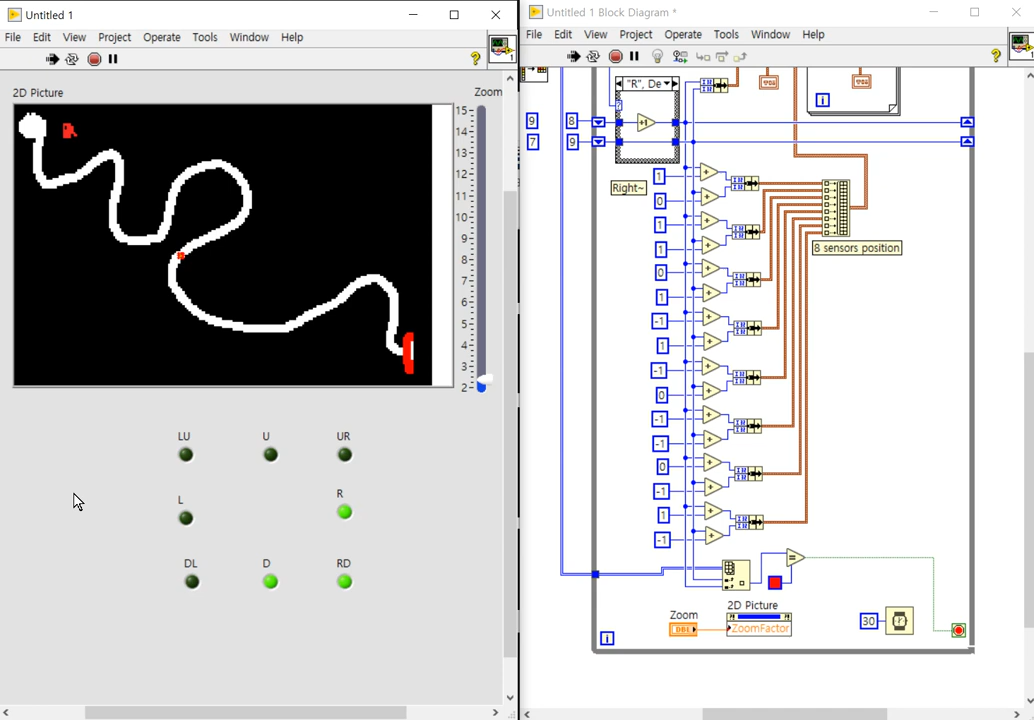 Untitled 1
File Edit View Project Operate Tools Window Help
2D Picture
Zoom
15
14
13
12
11
10
9
8
7
6
5
4
3
2
LU U UR
L R
DL D RD
Untitled 1 Block Diagram *
File Edit View Project Operate Tools Window Help
"R", De
i
9 8
7 9
+1
Right~
1
0
1
1
0
1
-1
1
-1
0
-1
-1
0
-1
1
-1
8 sensors position
Zoom
DBL
2D Picture
ZoomFactor
30
i